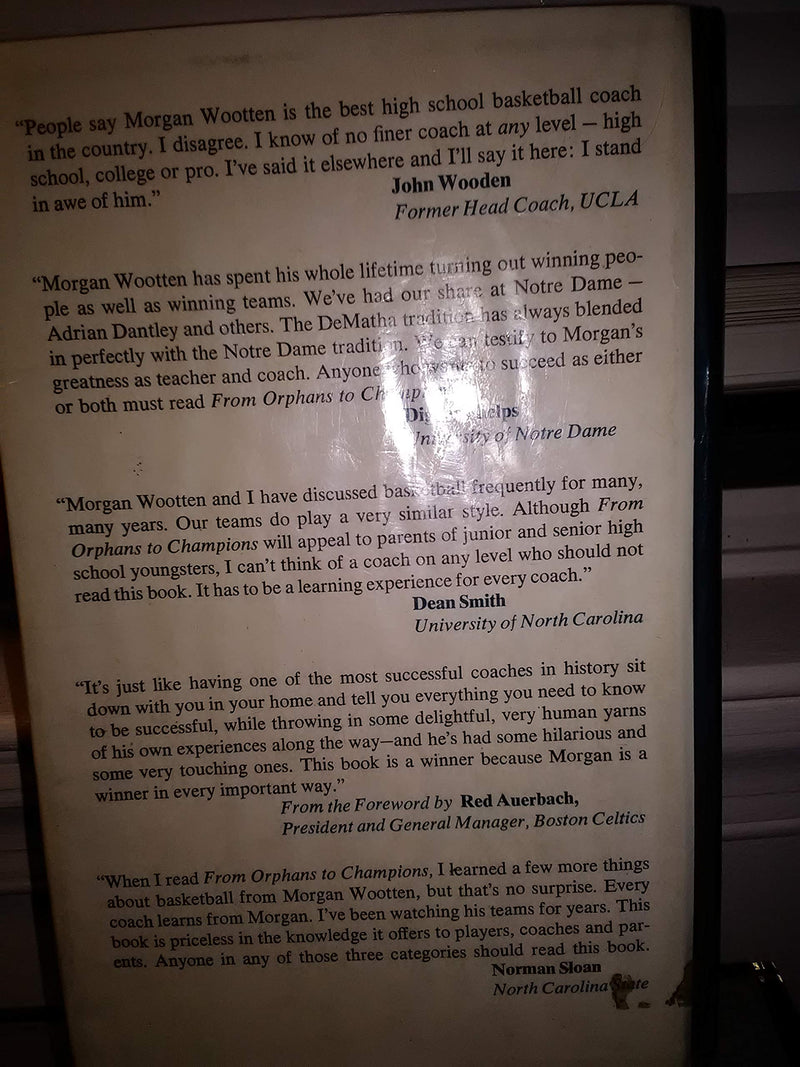 “People say Morgan Wootten is the best high school basketball coach
in the country. I disagree. I know of no finer coach at any level – high
school, college or pro. I’ve said it elsewhere and I’ll say it here: I stand
in awe of him.”
John Wooden
Former Head Coach, UCLA
“Morgan Wootten has spent his whole lifetime turning out winning peo-
ple as well as winning teams. We’ve had our share at Notre Dame –
Adrian Dantley and others. The DeMatha tradition has always blended
in perfectly with the Notre Dame tradition. We can testify to Morgan’s
greatness as teacher and coach. Anyone who wants to succeed as either
or both must read From Orphans to
University of Notre Dame
“Morgan Wootten and I have discussed basketball frequently for many,
many years. Our teams do play a very similar style. Although From
Orphans to Champions will appeal to parents of junior and senior high
school youngsters, I can’t think of a coach on any level who should not
read this book. It has to be a learning experience for every coach.”
Dean Smith
University of North Carolina
“It’s just like having one of the most successful coaches in history sit
down with you in your home and tell you everything you need to know
to be successful, while throwing in some delightful, very human yarns
of his own experiences along the way—and he’s had some hilarious and
some very touching ones. This book is a winner because Morgan is a
winner in every important way.”
From the Foreword by Red Auerbach,
President and General Manager, Boston Celtics
“When I read From Orphans to Champions, I learned a few more things
about basketball from Morgan Wootten, but that’s no surprise. Every
coach learns from Morgan. I’ve been watching his teams for years. This
book is priceless in the knowledge it offers to players, coaches and par-
ents. Anyone in any of those three categories should read this book.
Norman Sloan
North Carolina State